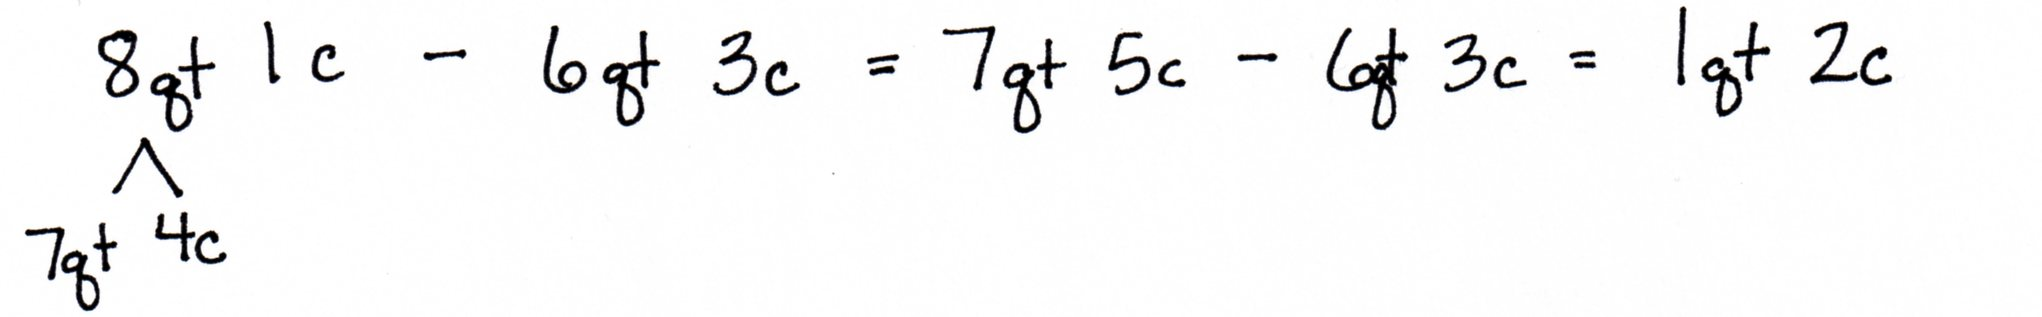 8qt 1c - 6qt 3c = 7qt 5c - 6qt 3c = 1qt 2c
7qt 4c